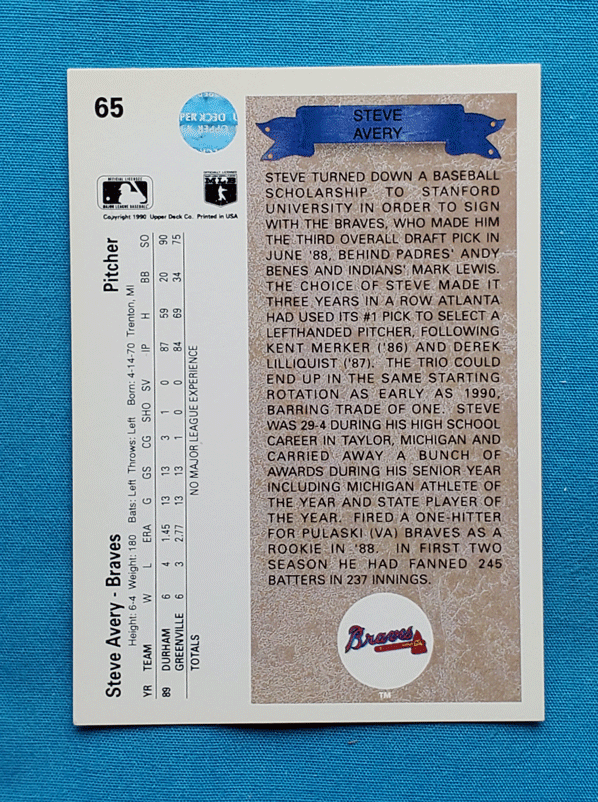 65
UPPER DECK
OFFICIAL LICENSEE
MAJOR LEAGUE BASEBALL
Copyright 1990 Upper Deck Co. Printed in USA
Steve Avery - Braves Pitcher
Height: 6-4 Weight: 180 Bats: Left Throws: Left Born: 4-14-70 Trenton, MI
YR TEAM W L ERA G GS CG SHO SV IP H BB SO
89 DURHAM 6 4 1.45 13 13 3 1 0 87 59 20 90
GREENVILLE 6 3 2.77 13 13 1 0 0 84 69 34 75
TOTALS NO MAJOR LEAGUE EXPERIENCE
STEVE
AVERY
STEVE TURNED DOWN A BASEBALL
SCHOLARSHIP TO STANFORD
UNIVERSITY IN ORDER TO SIGN
WITH THE BRAVES, WHO MADE HIM
THE THIRD OVERALL DRAFT PICK IN
JUNE '88, BEHIND PADRES' ANDY
BENES AND INDIANS' MARK LEWIS.
THE CHOICE OF STEVE MADE IT
THREE YEARS IN A ROW ATLANTA
HAD USED ITS #1 PICK TO SELECT A
LEFTHANDED PITCHER, FOLLOWING
KENT MERKER ('86) AND DEREK
LILLIQUIST ('87). THE TRIO COULD
END UP IN THE SAME STARTING
ROTATION AS EARLY AS 1990,
BARRING TRADE OF ONE. STEVE
WAS 29-4 DURING HIS HIGH SCHOOL
CAREER IN TAYLOR, MICHIGAN AND
CARRIED AWAY A BUNCH OF
AWARDS DURING HIS SENIOR YEAR
INCLUDING MICHIGAN ATHLETE OF
THE YEAR AND STATE PLAYER OF
THE YEAR. FIRED A ONE-HITTER
FOR PULASKI (VA) BRAVES AS A
ROOKIE IN '88. IN FIRST TWO
SEASON HE HAD FANNED 245
BATTERS IN 237 INNINGS.
Braves
TM